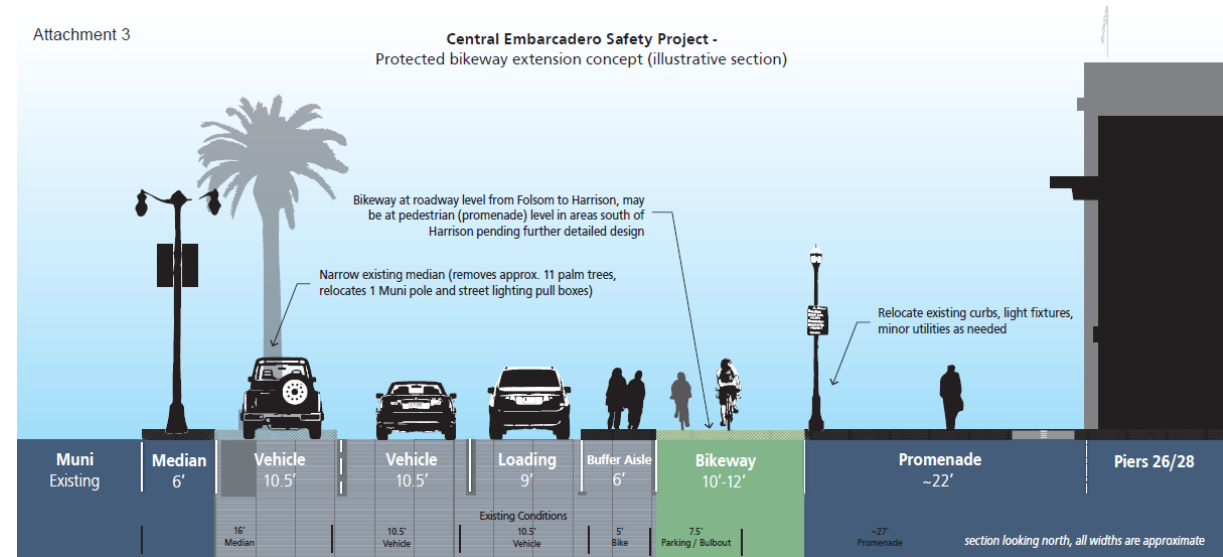 Attachment 3
Central Embarcadero Safety Project -
Protected bikeway extension concept (illustrative section)
Bikeway at roadway level from Folsom to Harrison, may
be at pedestrian (promenade) level in areas south of
Harrison pending further detailed design
Narrow existing median (removes approx. 11 palm trees,
relocates 1 Muni pole and street lighting pull boxes)
Relocate existing curbs, light fixtures,
minor utilities as needed
Muni
Existing
Median
6’
Vehicle
10.5’
Vehicle
10.5’
Loading
9’
Buffer Aisle
6’
Bikeway
10’-12’
Promenade
~22’
Piers 26/28
Existing Conditions
16’
Median
10.5’
Vehicle
10.5’
Vehicle
5’
Bike
7.5’
Parking / Bulbout
~27’
Promenade
section looking north, all widths are approximate